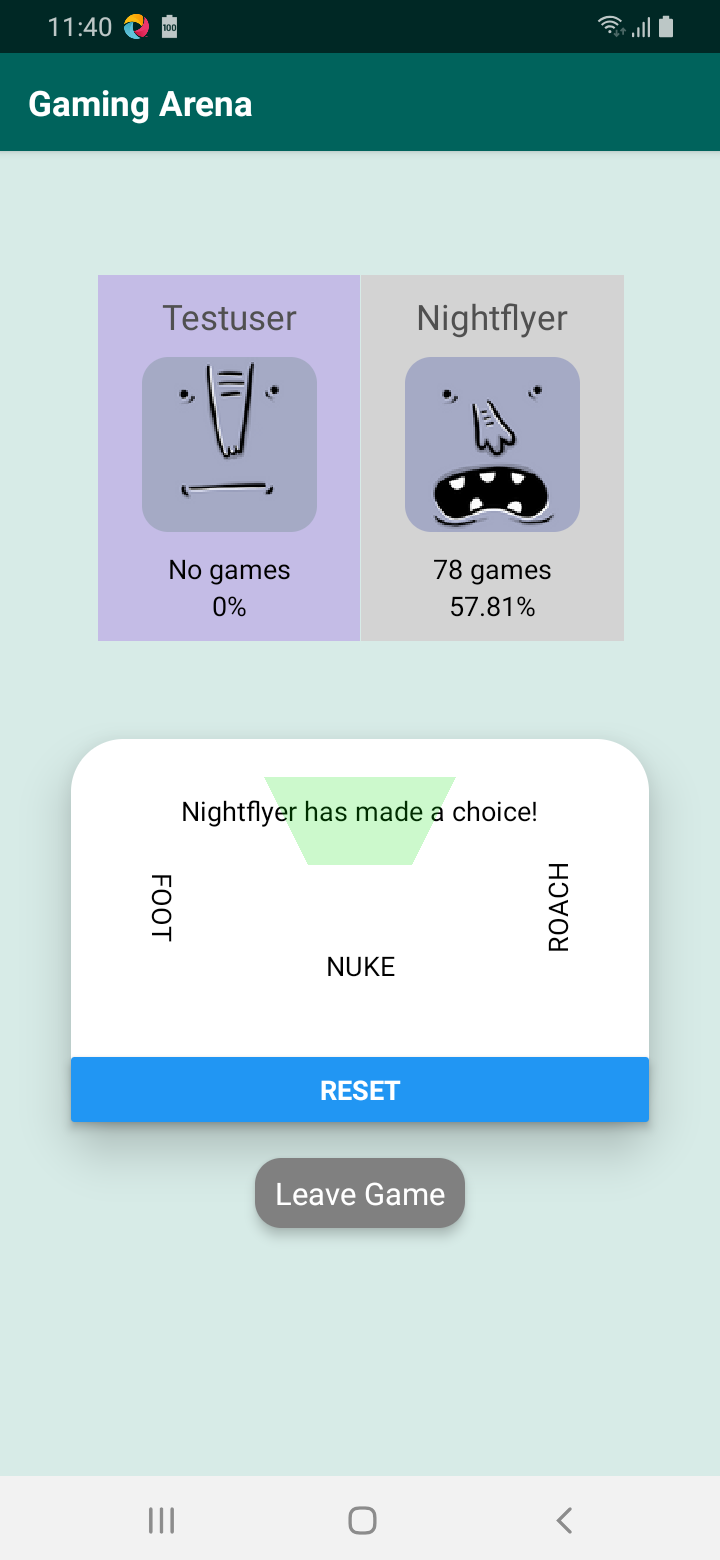 11:40
100
Gaming Arena
Testuser
Nightflyer
No games
78 games
0%
57.81%
Nightflyer has made a choice!
FOOT
ROACH
NUKE
RESET
Leave Game